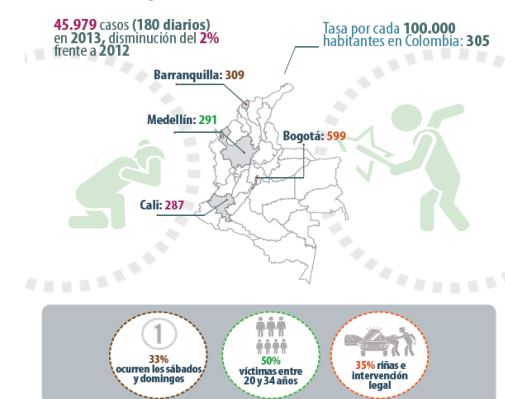 45.979 casos (180 diarios)
en 2013, disminución del 2%
frente a 2012
Tasa por cada 100.000
habitantes en Colombia: 305
Barranquilla: 309
Medellín: 291
Bogotá: 599
Cali: 287
1
33%
ocurren los sábados
y domingos
50%
víctimas entre
20 y 34 años
35% riñas e
intervención
legal